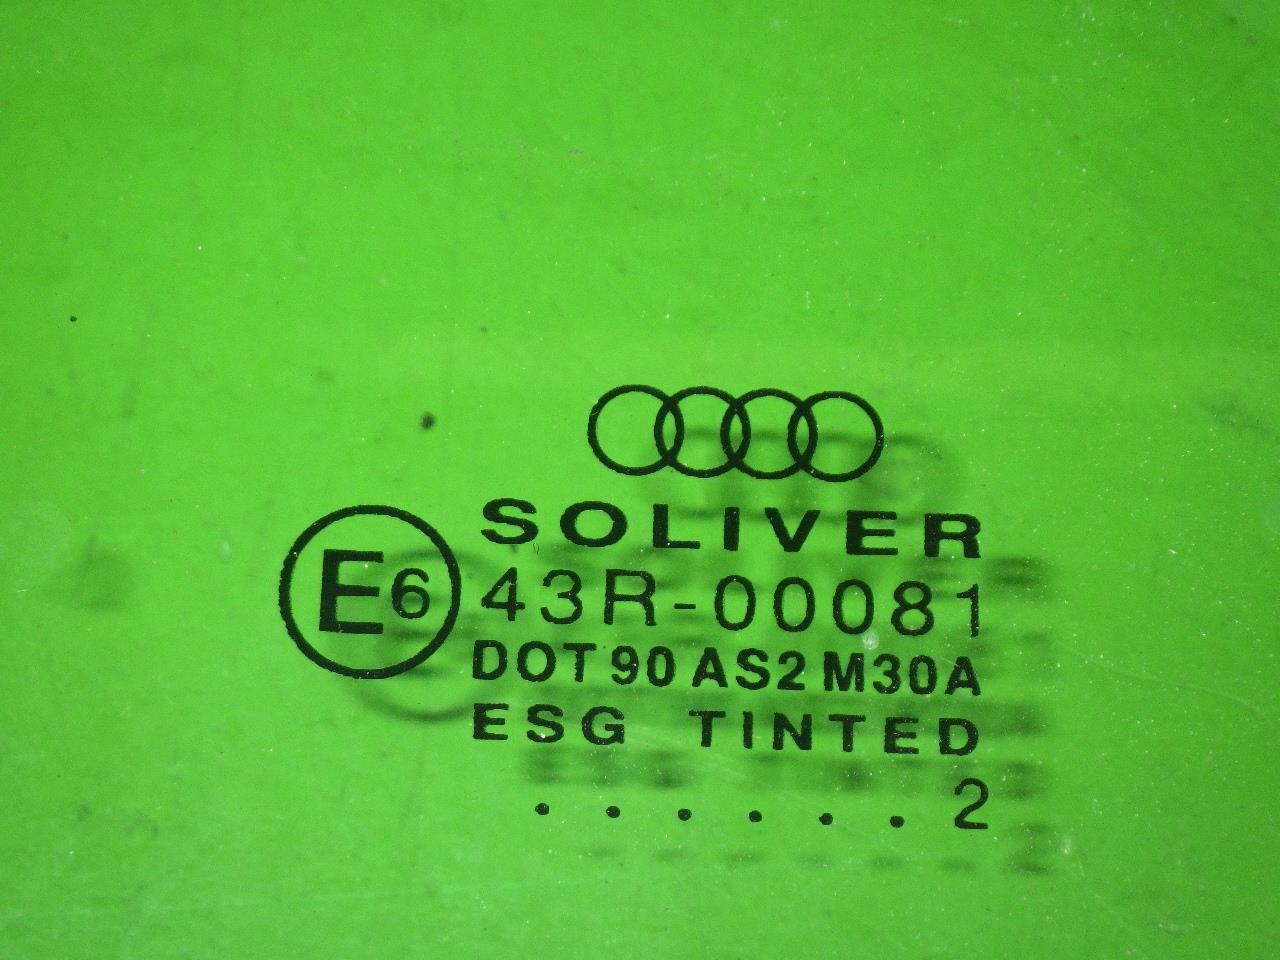 SOLIVER
E6 43R-00081
DOT 90 AS2 M30A
ESG TINTED
. . . . . . 2